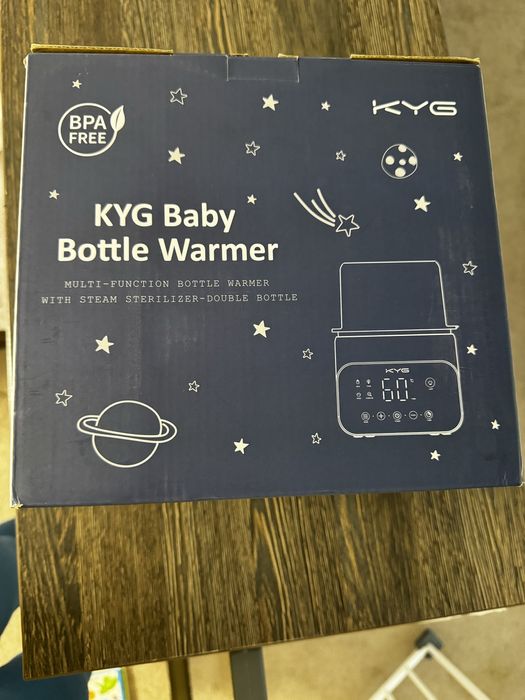 BPA
FREE
KYG
KYG Baby
Bottle Warmer
MULTI-FUNCTION BOTTLE WARMER
WITH STEAM STERILIZER-DOUBLE BOTTLE
KYG
60